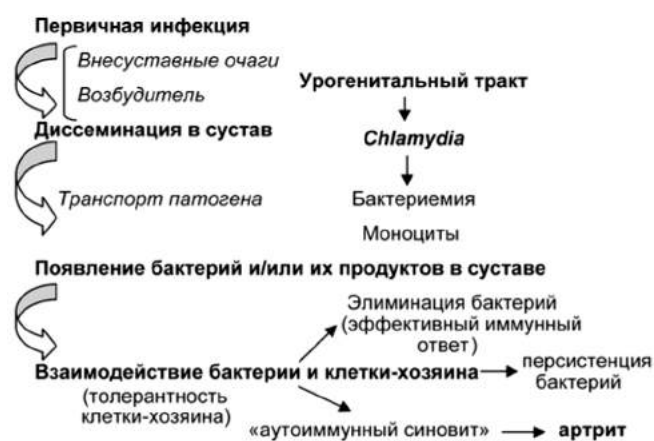 Первичная инфекция
Внесуставные очаги
Возбудитель
Урогенитальный тракт
Диссеминация в сустав
Chlamydia
Транспорт патогена
Бактериемия
Моноциты
Появление бактерий и/или их продуктов в суставе
Элиминация бактерий
(эффективный иммунный
ответ)
Взаимодействие бактерии и клетки-хозяина
персистенция
бактерий
(толерантность
клетки-хозяина)
«аутоиммунный синовит»
артрит